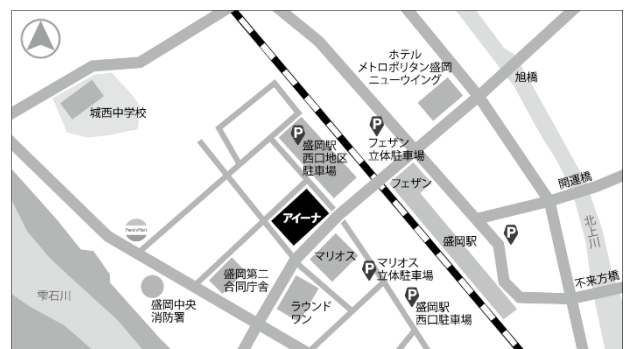 ホテル
メトロポリタン盛岡
ニューウイング
旭橋
城西中学校
P
盛岡駅
西口地区
駐車場
P
フェザン
立体駐車場
フェザン
開運橋
アイーナ
北上川
FamilyMart
盛岡駅
P
マリオス
P
マリオス
立体駐車場
不来方橋
盛岡第二
合同庁舎
雫石川
盛岡中央
消防署
ラウンド
ワン
P
盛岡駅
西口駐車場